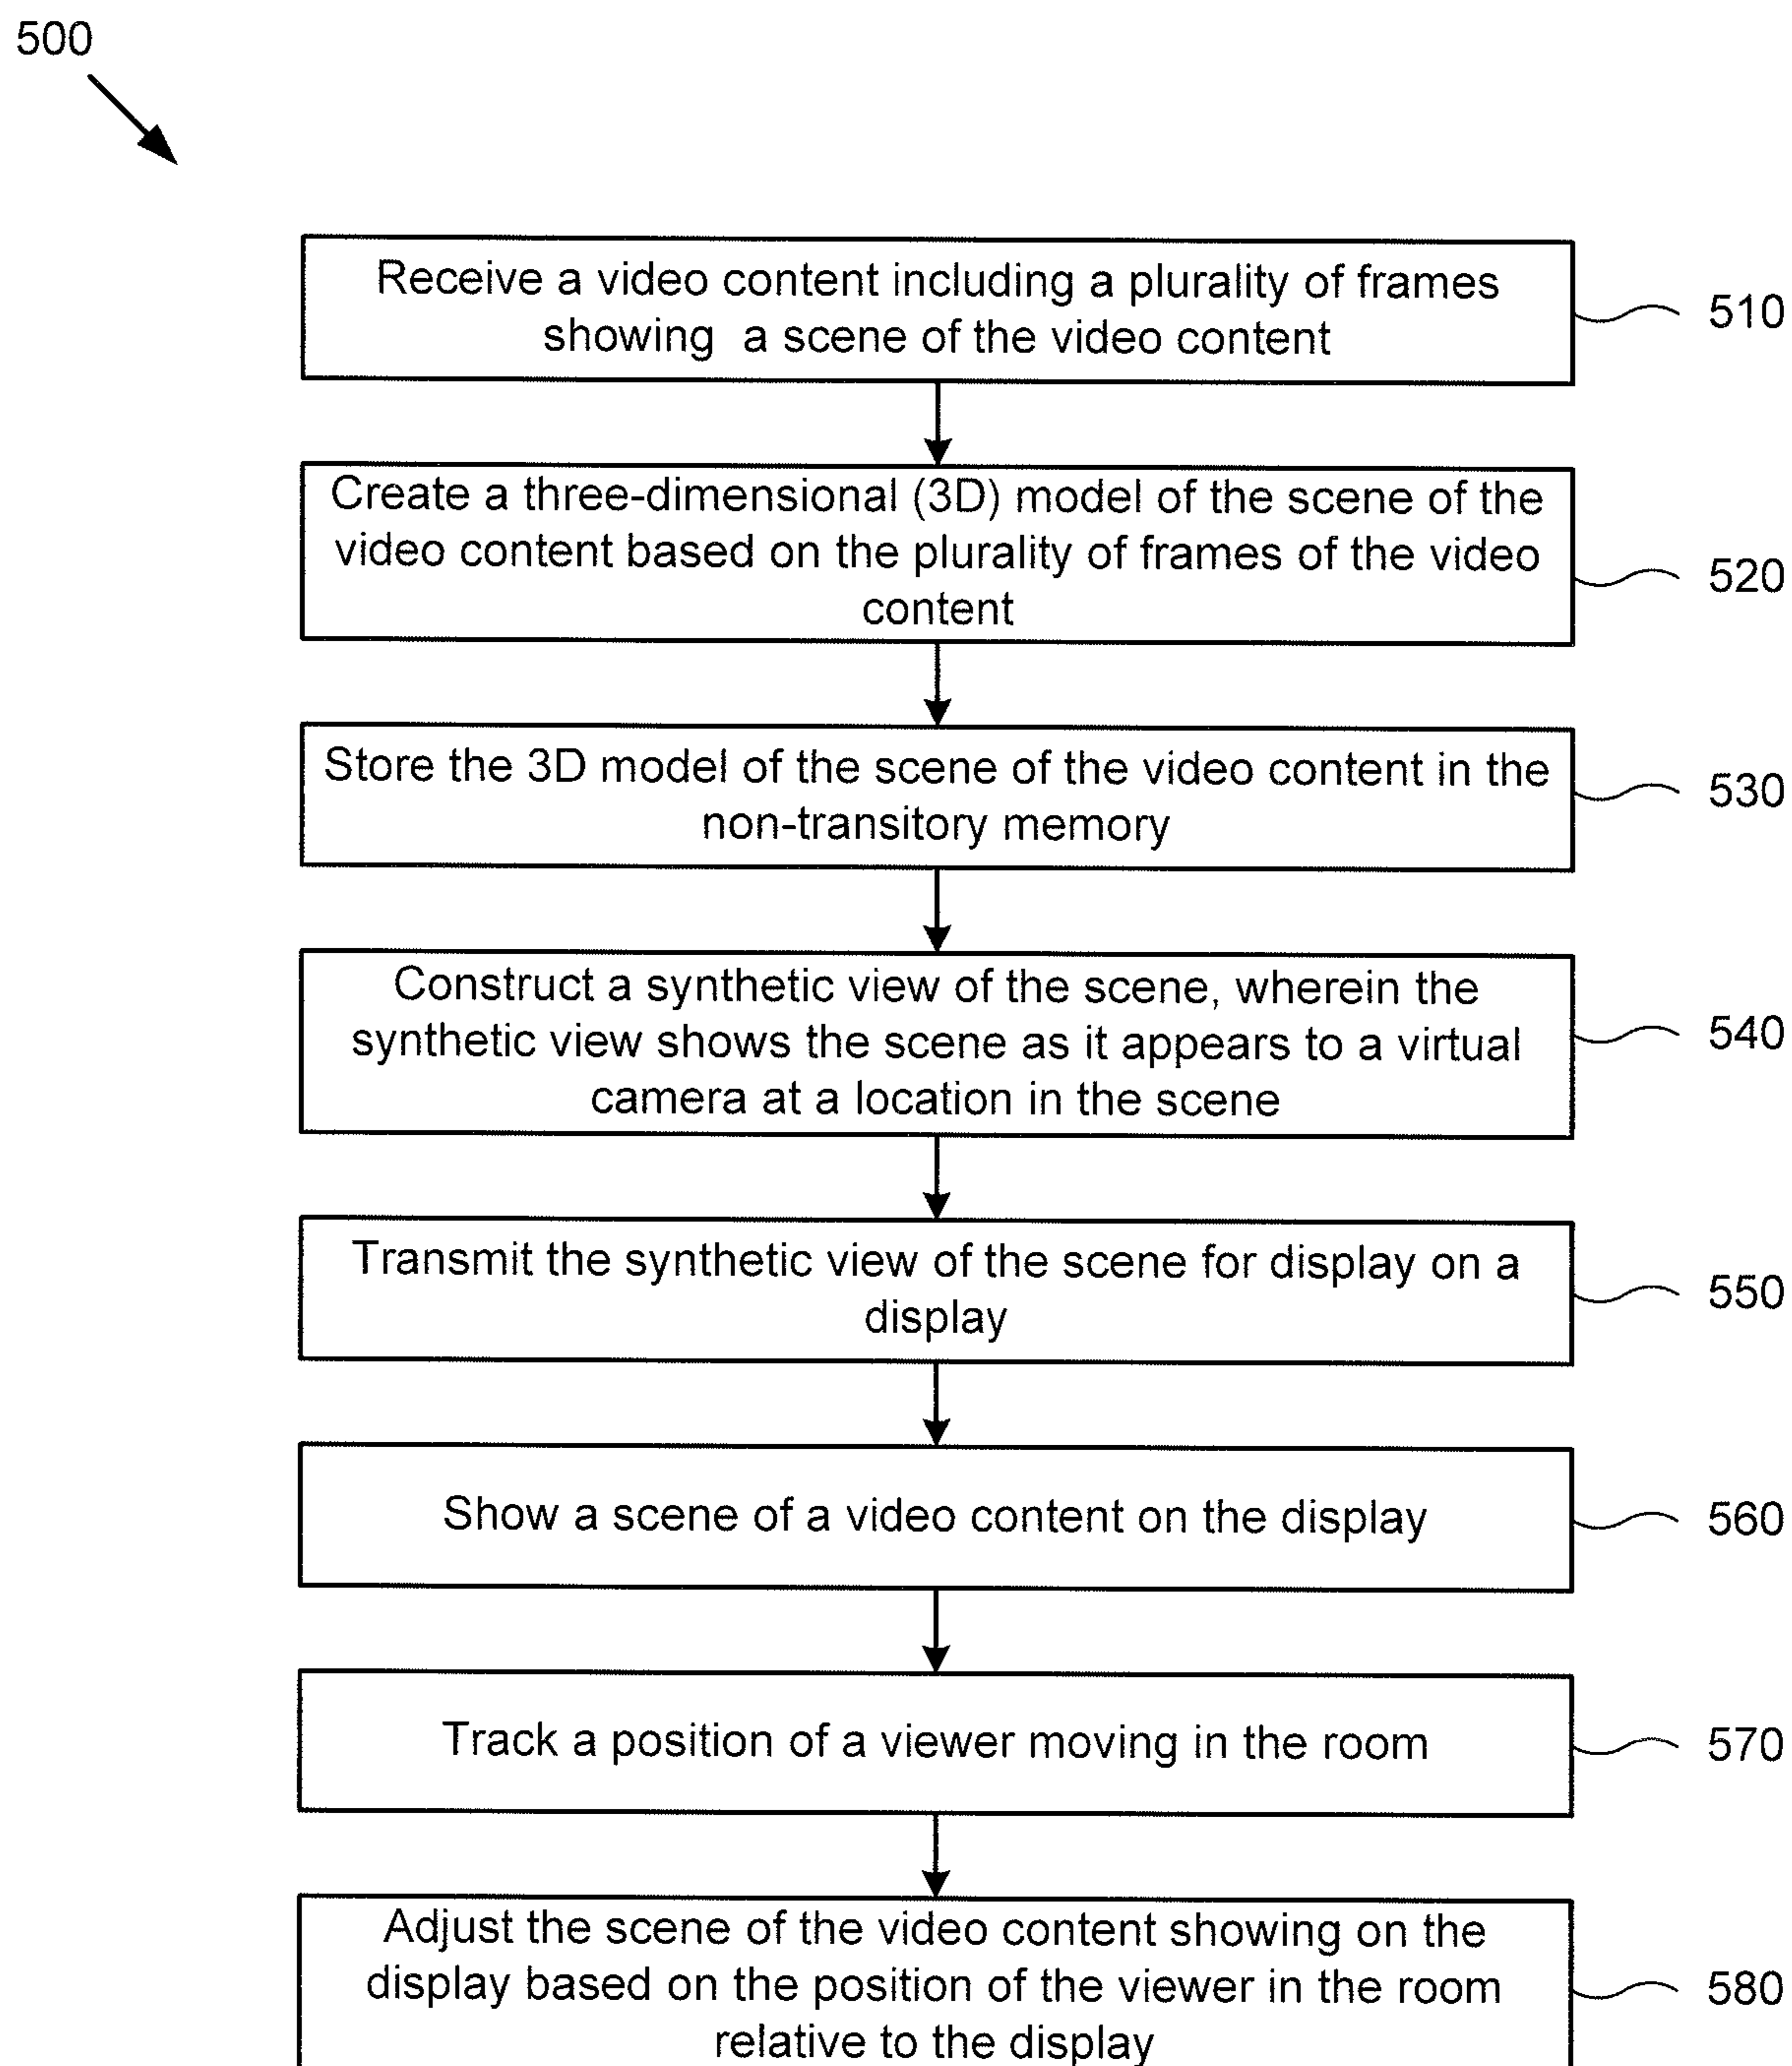 500
Receive a video content including a plurality of frames
showing a scene of the video content
510
Create a three-dimensional (3D) model of the scene of the
video content based on the plurality of frames of the video
content
520
Store the 3D model of the scene of the video content in the
non-transitory memory
530
Construct a synthetic view of the scene, wherein the
synthetic view shows the scene as it appears to a virtual
camera at a location in the scene
540
Transmit the synthetic view of the scene for display on a
display
550
Show a scene of a video content on the display
560
Track a position of a viewer moving in the room
570
Adjust the scene of the video content showing on the
display based on the position of the viewer in the room
relative to the display
580